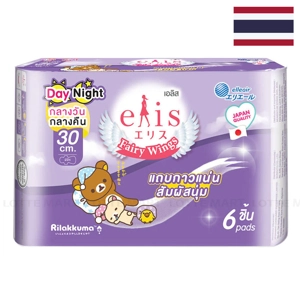 Day Night
กลางวัน
กลางคืน
30
cm.
เอลิส
elis
エリス
Fairy Wings
elleair
エリエール
JAPAN
QUALITY
แถบกาวแน่น
สัมผัสนุ่ม
Rilakkuma
6 ชิ้น
pads